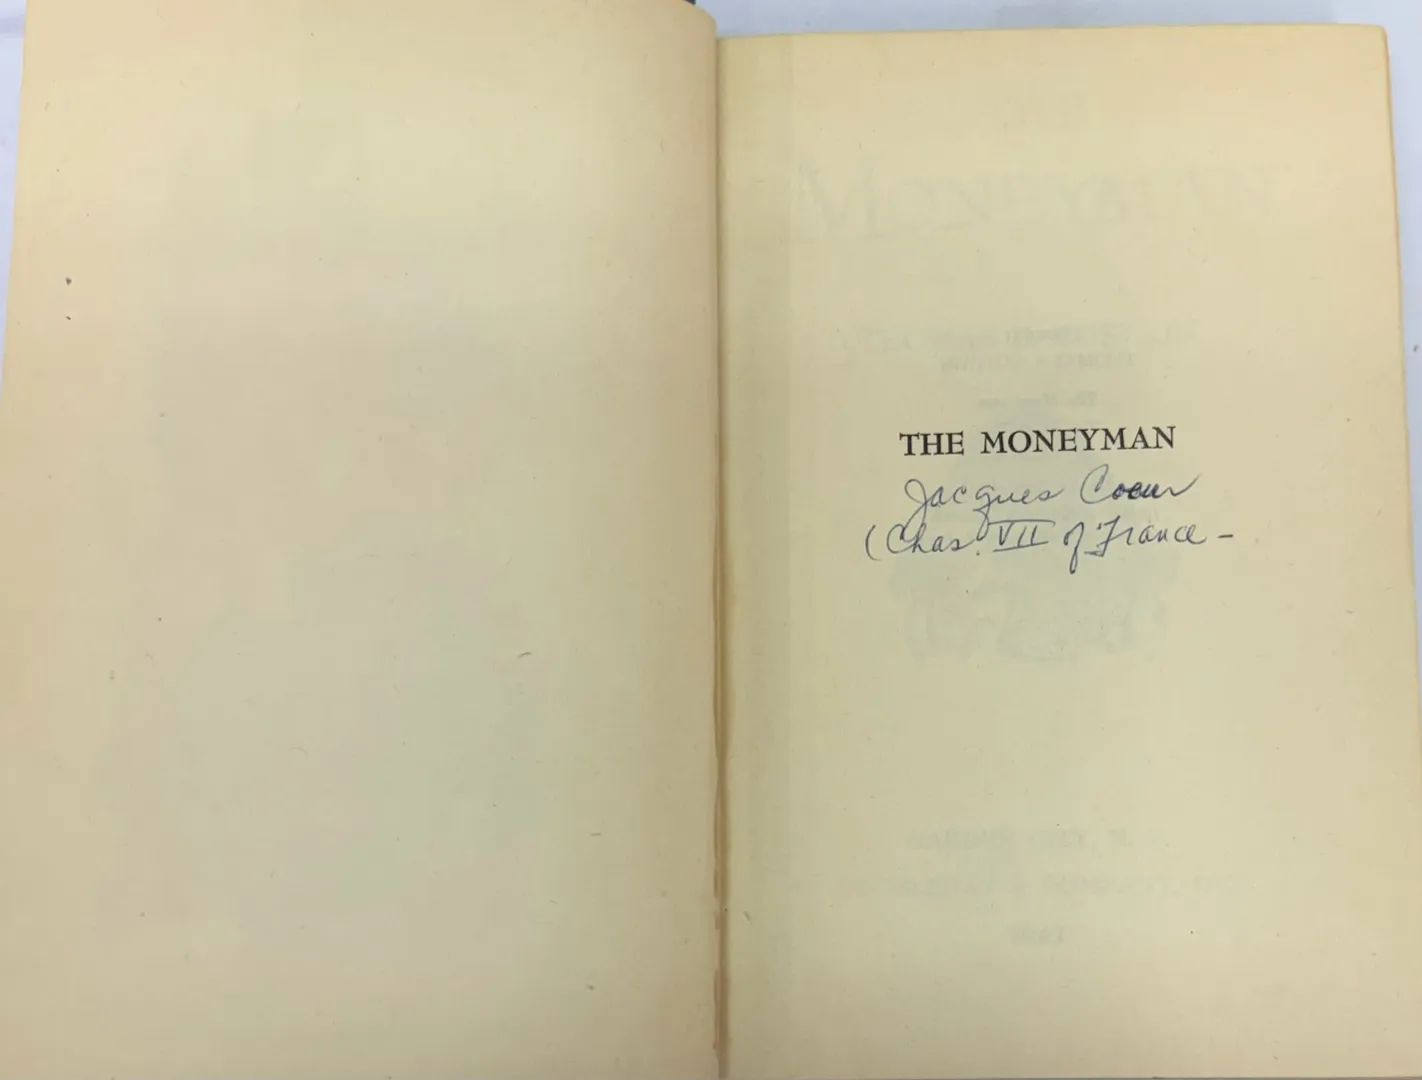 THE MONEYMAN
Jacques Coeur
(Chas. VII of France -